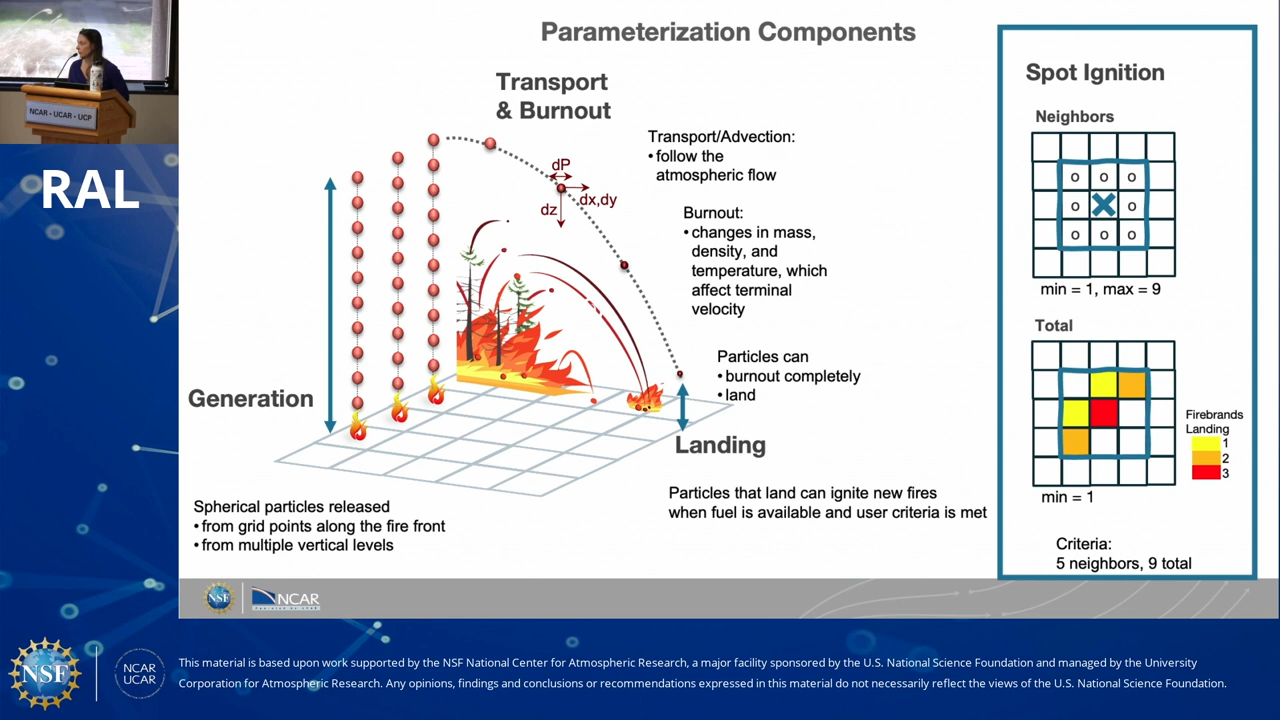 Parameterization Components
NCAR • UCAR • UCP
RAL
Transport
& Burnout
Transport/Advection:
• follow the
atmospheric flow
dP
dx,dy
dz
Burnout:
• changes in mass,
density, and
temperature, which
affect terminal
velocity
Particles can
• burnout completely
• land
Generation
Landing
Spherical particles released
• from grid points along the fire front
• from multiple vertical levels
Particles that land can ignite new fires
when fuel is available and user criteria is met
Spot Ignition
Neighbors
o o o
o o
o o o
min = 1, max = 9
Total
Firebrands
Landing
1
2
3
min = 1
Criteria:
5 neighbors, 9 total
NSF
NCAR
NSF
NCAR
UCAR
This material is based upon work supported by the NSF National Center for Atmospheric Research, a major facility sponsored by the U.S. National Science Foundation and managed by the University
Corporation for Atmospheric Research. Any opinions, findings and conclusions or recommendations expressed in this material do not necessarily reflect the views of the U.S. National Science Foundation.